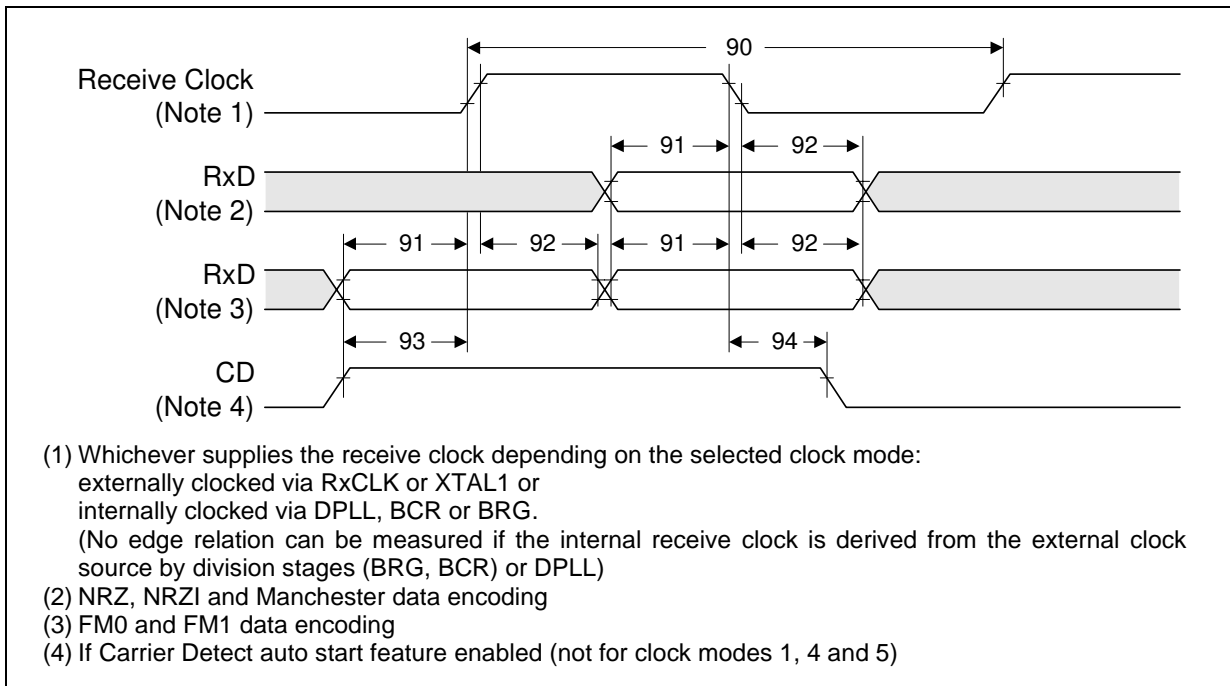 90
Receive Clock
(Note 1)
91 92
RxD
(Note 2)
91 92 91 92
RxD
(Note 3)
93 94
CD
(Note 4)
(1) Whichever supplies the receive clock depending on the selected clock mode:
externally clocked via RxCLK or XTAL1 or
internally clocked via DPLL, BCR or BRG.
(No edge relation can be measured if the internal receive clock is derived from the external clock
source by division stages (BRG, BCR) or DPLL)
(2) NRZ, NRZI and Manchester data encoding
(3) FM0 and FM1 data encoding
(4) If Carrier Detect auto start feature enabled (not for clock modes 1, 4 and 5)